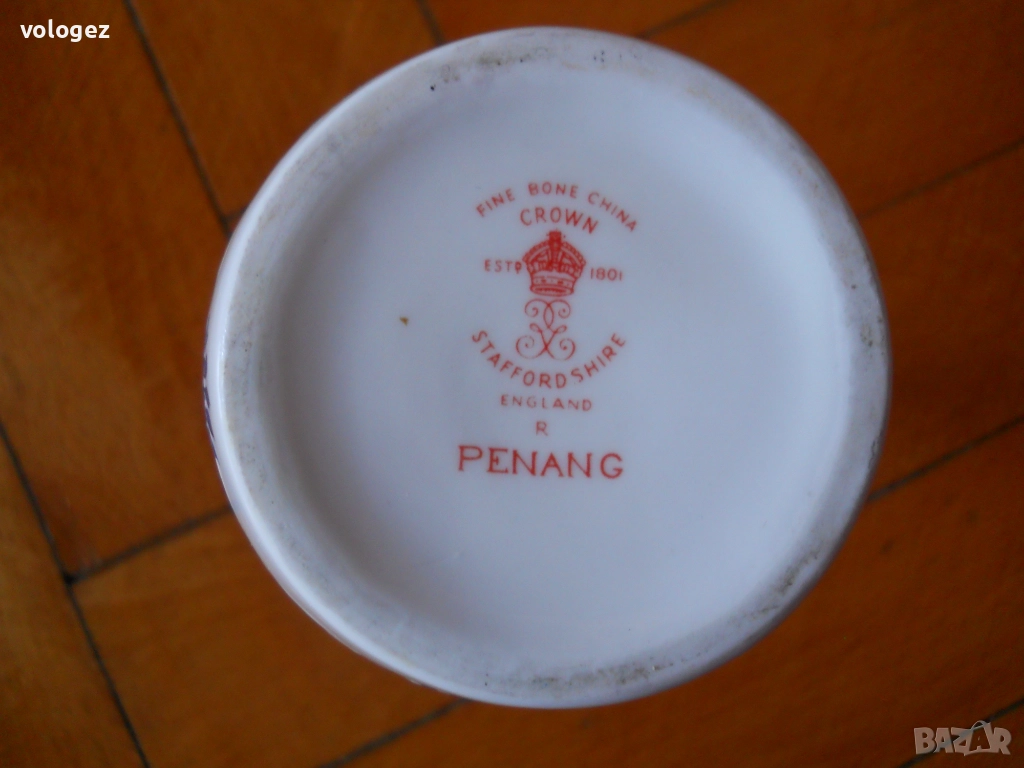 vologez
FINE BONE CHINA
CROWN
ESTD 1801
STAFFORDSHIRE
ENGLAND
R
PENANG
BAZAR